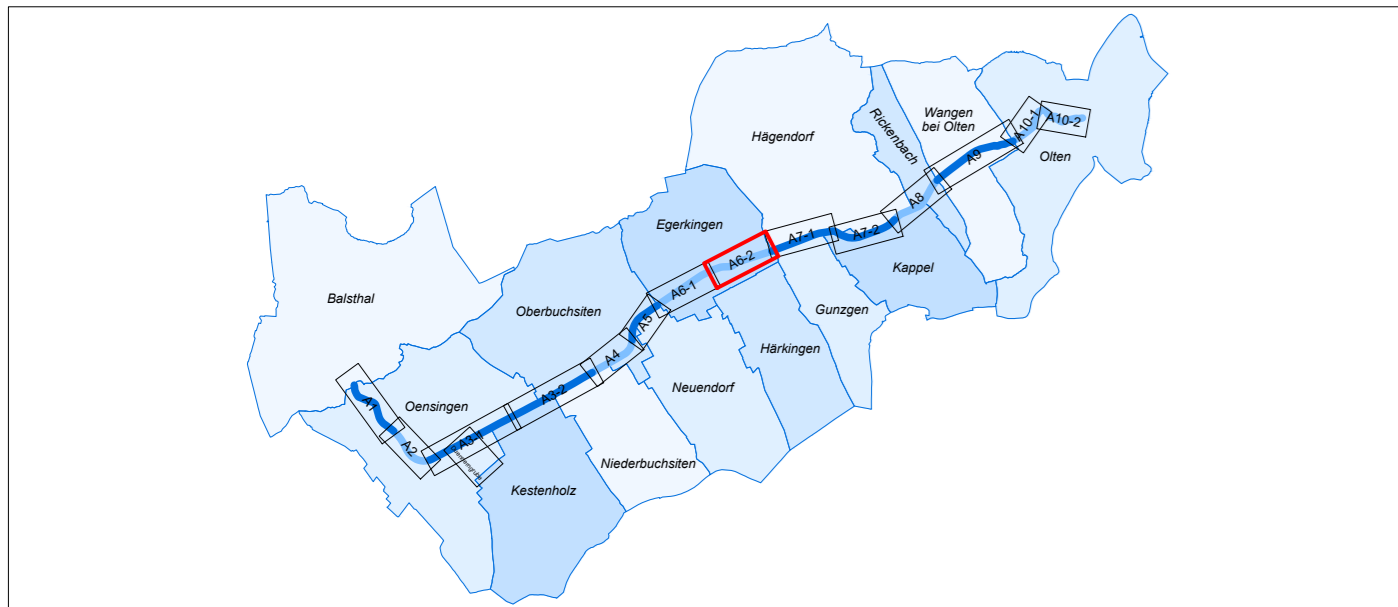 Hägendorf
Rickenbach
Wangen
bei Olten
A10-1
A10-2
Olten
A9
A8
Egerkingen
A7-1
A7-2
A6-2
A6-1
Kappel
Balsthal
Oberbuchsiten
Gunzgen
A5
A4
Härkingen
Neuendorf
A3-2
Oensingen
A1
A2
A3-1
Niederbuchsiten
Kestenholz